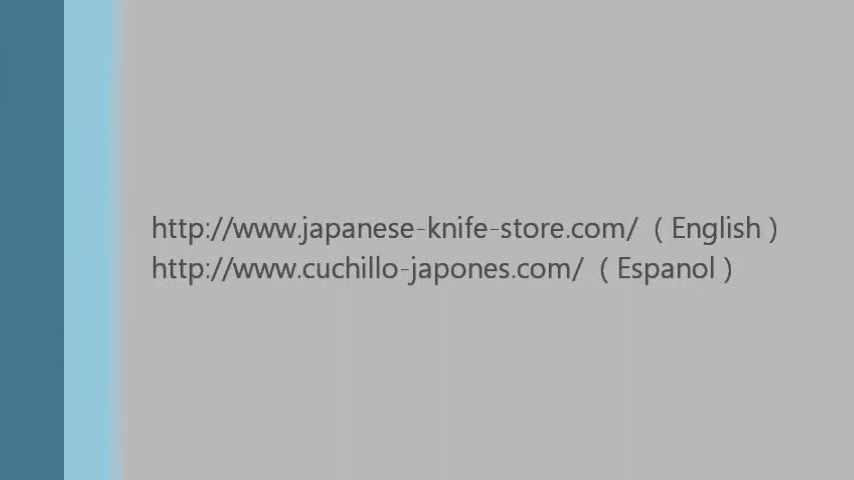 http://www.japanese-knife-store.com/ ( English )
http://www.cuchillo-japones.com/ ( Espanol )